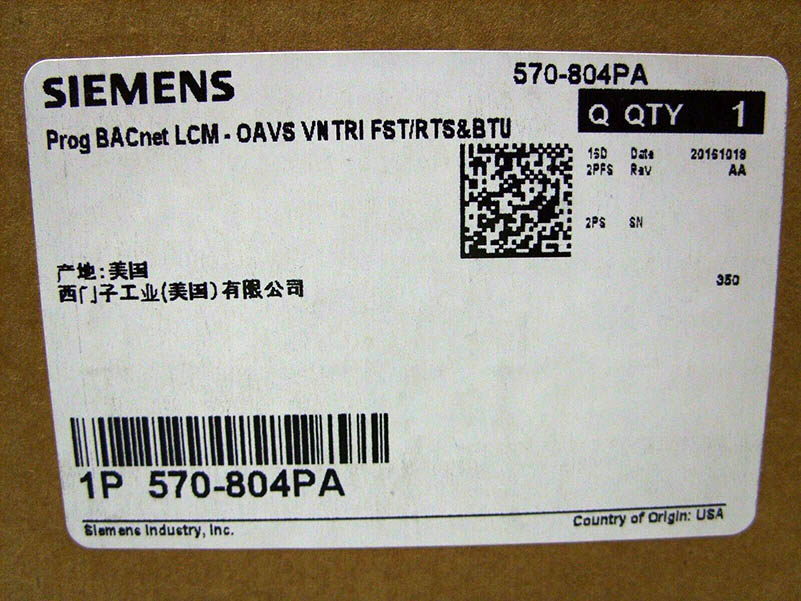 SIEMENS
570-804PA
Prog BACnet LCM - OAVS VNTRI FST/RTS&BTU
Q QTY 1
16D Date 20161019
2PPS Rev AA
2PS SN
产地:美国
西门子工业(美国)有限公司
350
1P 570-804PA
Siemens Industry, Inc.
Country of Origin: USA